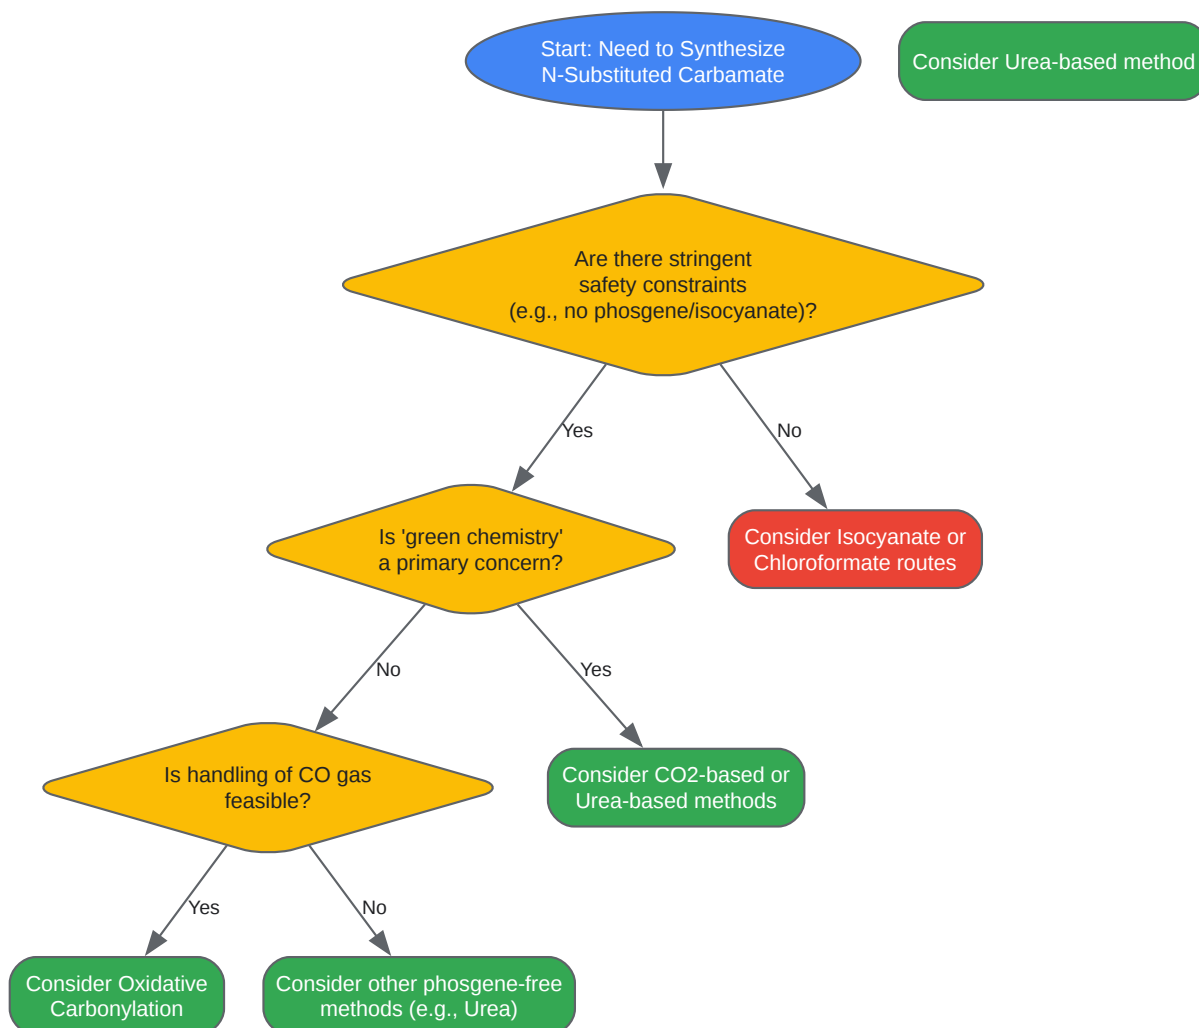 Start: Need to Synthesize
N-Substituted Carbamate
Consider Urea-based method
Are there stringent
safety constraints
(e.g., no phosgene/isocyanate)?
Yes
No
Is 'green chemistry'
a primary concern?
Consider Isocyanate or
Chloroformate routes
No
Yes
Is handling of CO gas
feasible?
Consider CO2-based or
Urea-based methods
Yes
No
Consider Oxidative
Carbonylation
Consider other phosgene-free
methods (e.g., Urea)